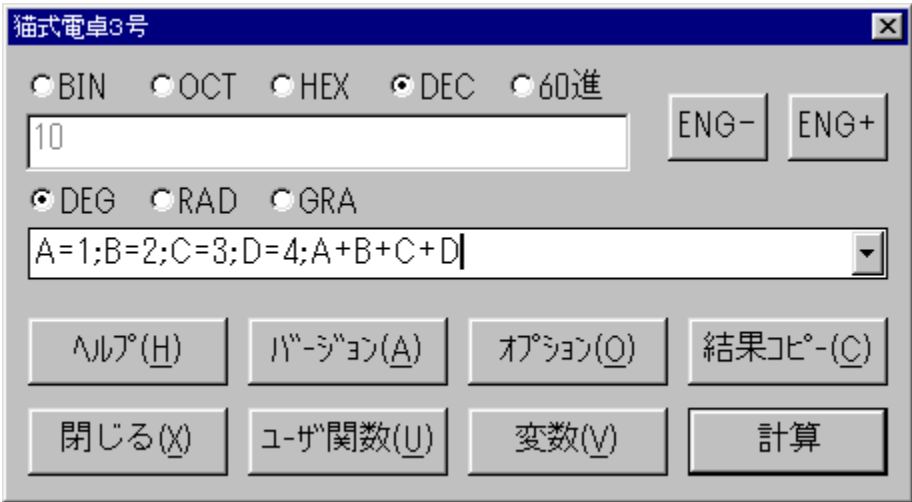 猫式電卓3号
BIN OCT HEX DEC 60進
10
ENG- ENG+
DEG RAD GRA
A=1;B=2;C=3;D=4;A+B+C+D
ﾍﾙﾌﾟ(H) ﾊﾞｰｼﾞｮﾝ(A) ｵﾌﾟｼｮﾝ(O) 結果ｺﾋﾟｰ(C)
閉じる(X) ﾕｰｻﾞ関数(U) 変数(V) 計算